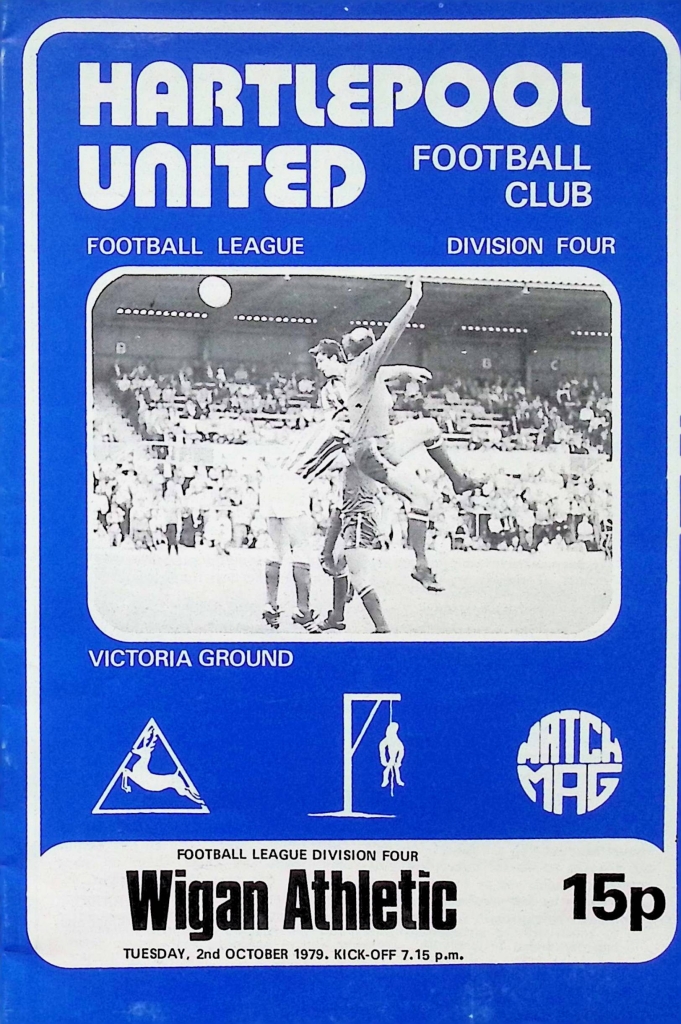 HARTLEPOOL
UNITED FOOTBALL
CLUB
FOOTBALL LEAGUE DIVISION FOUR
B B C
VICTORIA GROUND
MATCH
MAG
FOOTBALL LEAGUE DIVISION FOUR
Wigan Athletic 15p
TUESDAY, 2nd OCTOBER 1979. KICK-OFF 7.15 p.m.